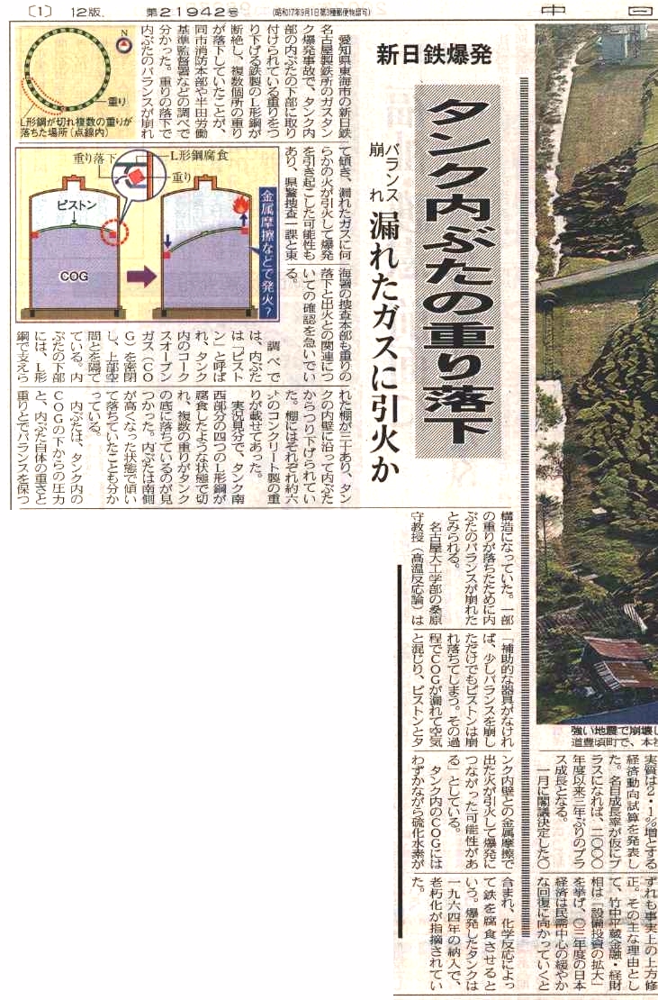 〔1〕 12版. 第21942号 (昭和17年9月1日第3種郵便物認可) 中 日
新日鉄爆発
タンク内ぶたの重り落下
バランス崩れ
漏れたガスに引火か
N
重り
L形鋼が切れ複数の重りが
落ちた場所(点線内)
重り落下
L形鋼腐食
重り
ピストン
COG
金属摩擦などで発火?
愛知県東海市の新日鉄
名古屋製鉄所のガスタン
ク爆発事故で、タンク内
部の内ぶたの下部に取り
付けられている重りをつ
り下げる鉄製のL形鋼が
断絶し、複数個所の重り
が落下していたことが、
同市消防本部や半田労働
基準監督署などの調べで
分かった。重りの落下で
内ぶたのバランスが崩れ
て傾き、漏れたガスに何
らかの火が引火して爆発
を引き起こした可能性も
あり、県警捜査一課と東
海署の捜査本部も重りの
落下と出火との関連につ
いての確認を急いでい
る。
調べで
は、内ぶた
は「ピスト
ン」と呼ば
れ、タンク
内のコーク
スオーブン
ガス(CO
G)を密閉
し、上部空
間とを隔て
ている。内
ぶたの下部
には、L形
鋼で支えら
れた棚が三十あり、タン
クの内壁に沿って内ぶた
からつり下げられてい
た。棚にはそれぞれ約六
㌧のコンクリート製の重
りが載せてあった。
実況見分で、タンク南
西部分の四つのL形鋼が
腐食したような状態で切
れ、複数の重りがタンク
の底に落ちているのが見
つかった。内ぶたは南側
が高くなった状態で傾い
て落ちていたことも分か
っている。
内ぶたは、タンク内の
COGの下からの圧力
と、内ぶた自体の重さと
重りとでバランスを保つ
構造になっていた。一部
の重りが落ちたために内
ぶたのバランスが崩れた
とみられる。
名古屋大工学部の桑原
守教授(高温反応論)は
「補助的な器具がなけれ
ば、少しバランスを崩し
ただけでもピストンは崩
れ落ちてしまう。その過
程でCOGが漏れて空気
と混じり、ピストンとタ
ンク内壁との金属摩擦で
出た火が引火して爆発に
つながった可能性があ
る」としている。
タンク内のCOGには
わずかながら硫化水素が
含まれ、化学反応によっ
て鉄を腐食させると
いう。爆発したタンクは
一九六四年の納入で、
老朽化が指摘されてい
た。
強い地震で崩壊し
道豊頃町で、本社
実質は2・1%増とする
経済動向試算を発表し
た。名目成長率が仮にプ
ラスになれば、二〇〇〇
年度以来三年ぶりのプラ
ス成長となる。
一月に閣議決定した〇
ずれも事実上の上方修
正。その主な理由とし
て、竹中平蔵金融・経財
相は「設備投資の拡大」
を挙げ、〇三年度の日本
経済は民需中心の緩やか
な回復に向かっていくと